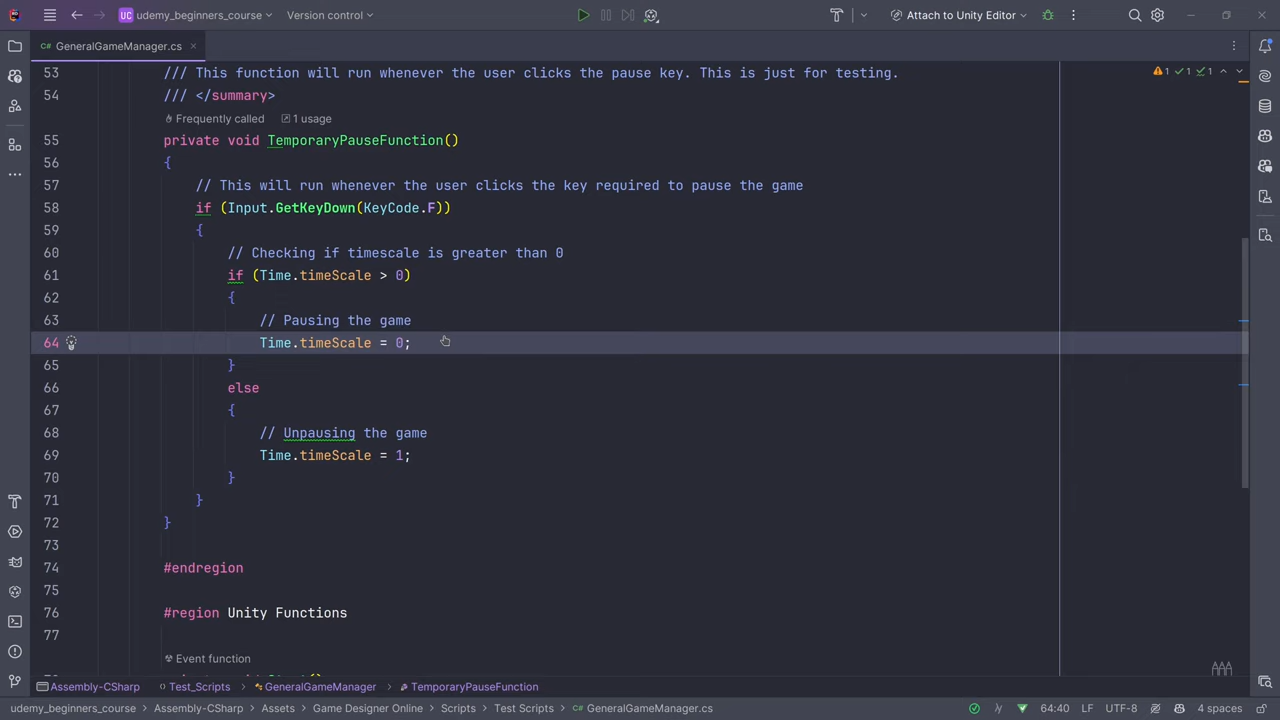 UC udemy_beginners_course Version control Attach to Unity Editor
C# GeneralGameManager.cs
53 /// This function will run whenever the user clicks the pause key. This is just for testing. 1 1 1
54 /// </summary>
Frequently called 1 usage
55 private void TemporaryPauseFunction()
56 {
57 // This will run whenever the user clicks the key required to pause the game
58 if (Input.GetKeyDown(KeyCode.F))
59 {
60 // Checking if timescale is greater than 0
61 if (Time.timeScale > 0)
62 {
63 // Pausing the game
64 Time.timeScale = 0;
65 }
66 else
67 {
68 // Unpausing the game
69 Time.timeScale = 1;
70 }
71 }
72 }
73
74 #endregion
75
76 #region Unity Functions
77
Event function
Assembly-CSharp Test_Scripts GeneralGameManager TemporaryPauseFunction
udemy_beginners_course Assembly-CSharp Assets Game Designer Online Scripts Test Scripts C# GeneralGameManager.cs 64:40 LF UTF-8 4 spaces